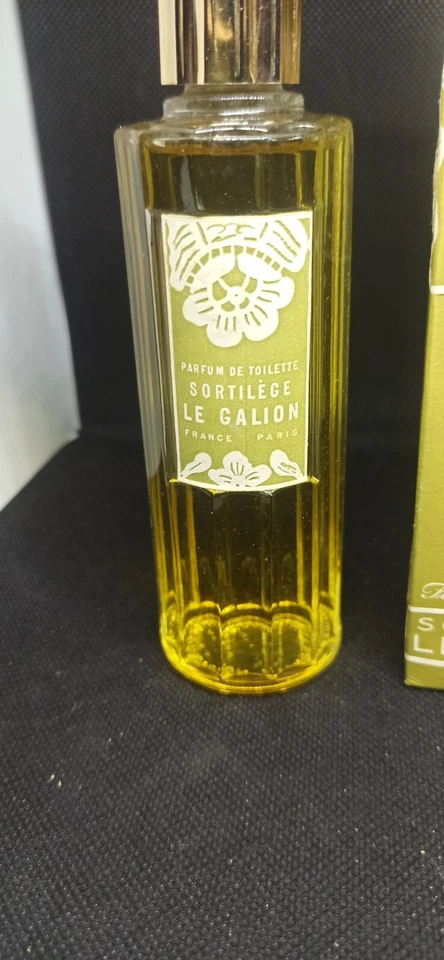 PARFUM DE TOILETTE
SORTILÈGE
LE GALION
FRANCE PARIS